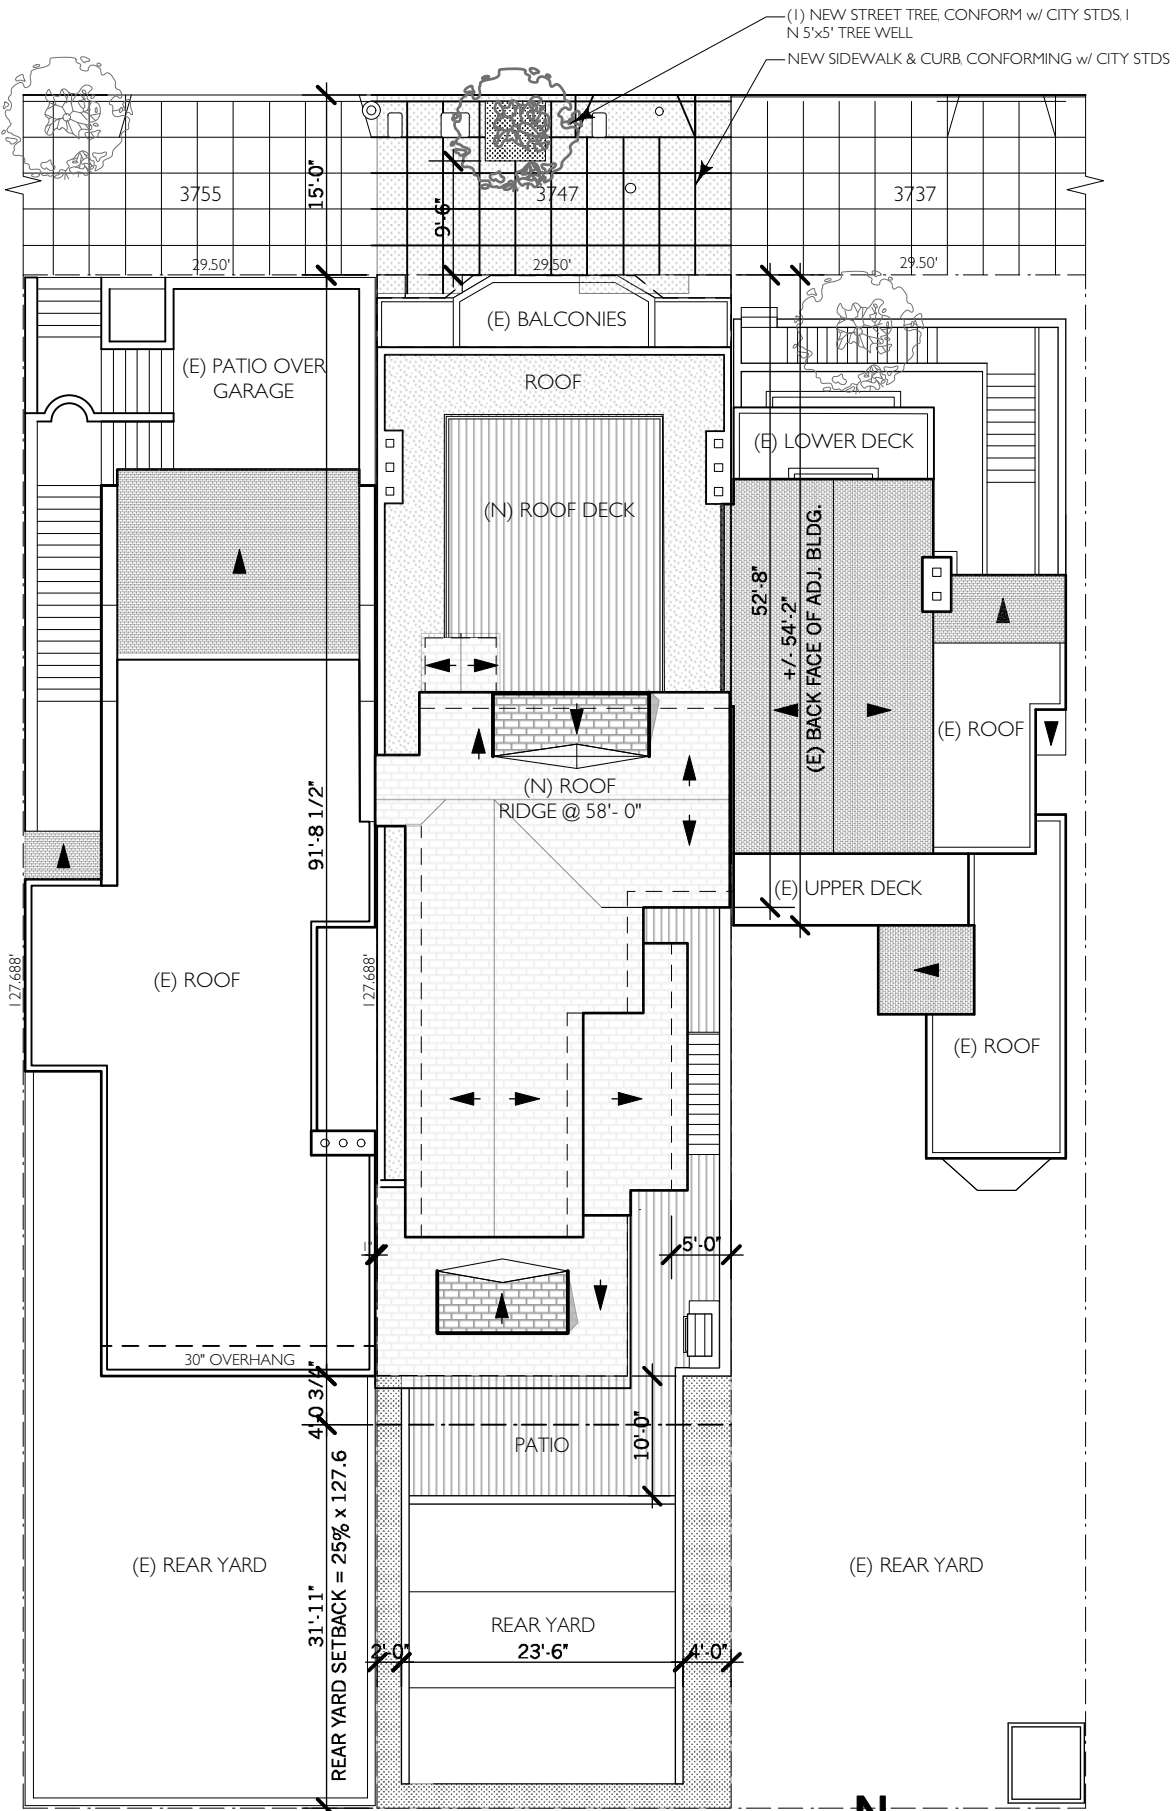 (1) NEW STREET TREE, CONFORM w/ CITY STDS, I
N 5'x5' TREE WELL
NEW SIDEWALK & CURB, CONFORMING w/ CITY STDS
3755
3747
3737
15'-0"
9'-6"
29.50'
29.50'
29.50'
(E) BALCONIES
(E) PATIO OVER
GARAGE
ROOF
(E) LOWER DECK
(N) ROOF DECK
52'-8"
+/- 54'-2"
(E) BACK FACE OF ADJ. BLDG.
(E) ROOF
(N) ROOF
RIDGE @ 58'- 0"
91'-8 1/2"
(E) UPPER DECK
127.688'
(E) ROOF
127.688'
(E) ROOF
5'-0"
30" OVERHANG
4'-0 3/4"
PATIO
10'-0"
31'-11"
REAR YARD SETBACK = 25% x 127.6
(E) REAR YARD
(E) REAR YARD
REAR YARD
2'-0"
23'-6"
4'-0"
N